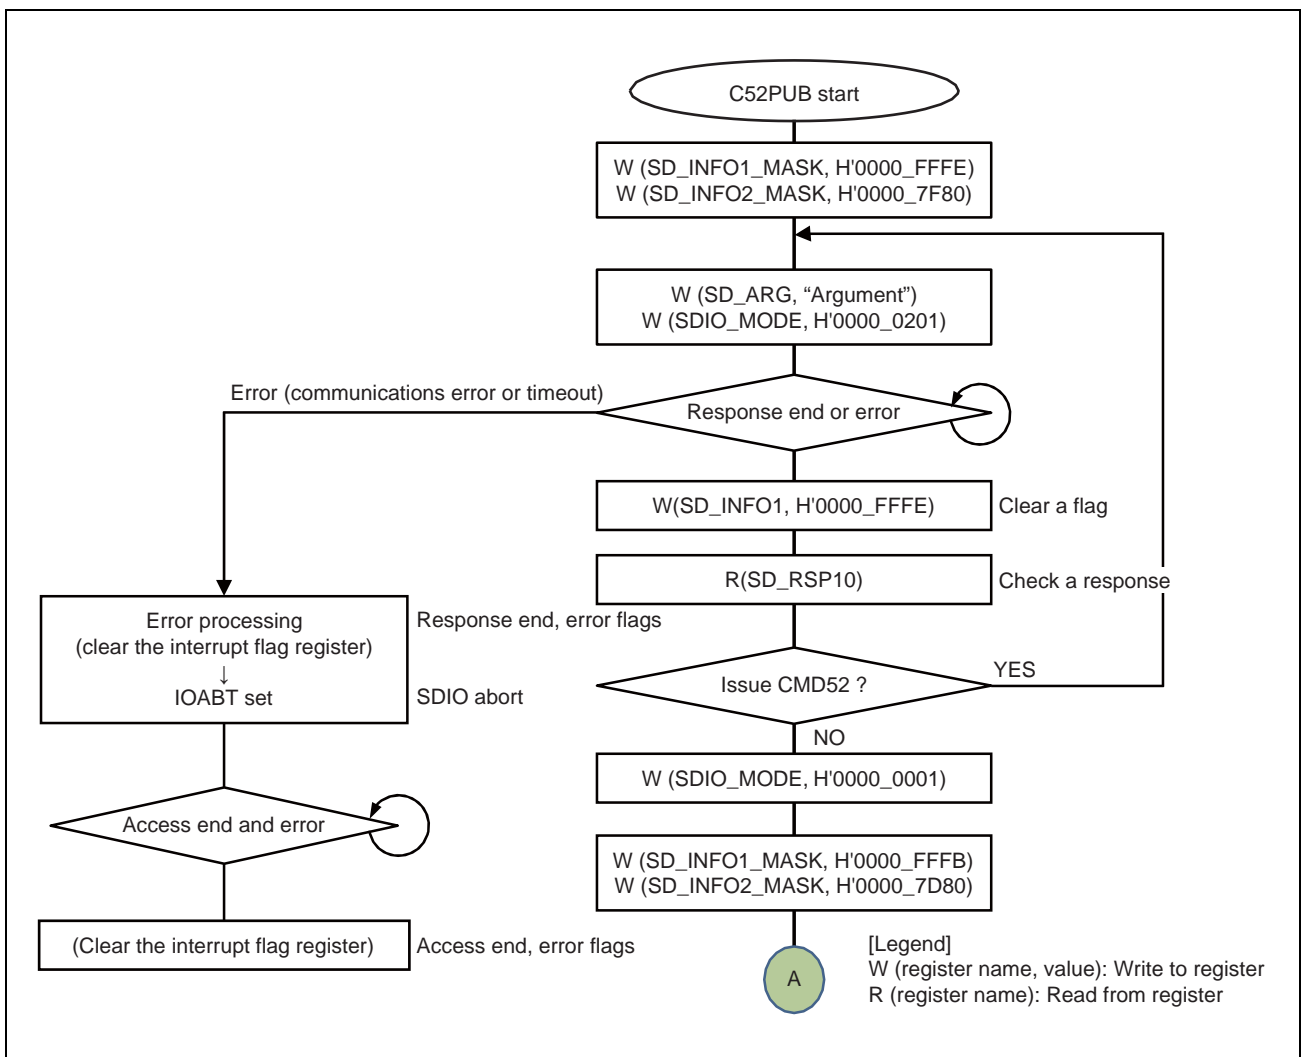 C52PUB start
W (SD_INFO1_MASK, H'0000_FFFE)
W (SD_INFO2_MASK, H'0000_7F80)
W (SD_ARG, “Argument”)
W (SDIO_MODE, H'0000_0201)
Error (communications error or timeout)
Response end or error
W(SD_INFO1, H'0000_FFFE)
Clear a flag
R(SD_RSP10)
Check a response
Error processing
(clear the interrupt flag register)
↓
IOABT set
Response end, error flags
SDIO abort
Issue CMD52 ?
YES
NO
W (SDIO_MODE, H'0000_0001)
Access end and error
W (SD_INFO1_MASK, H'0000_FFFB)
W (SD_INFO2_MASK, H'0000_7D80)
(Clear the interrupt flag register)
Access end, error flags
A
[Legend]
W (register name, value): Write to register
R (register name): Read from register